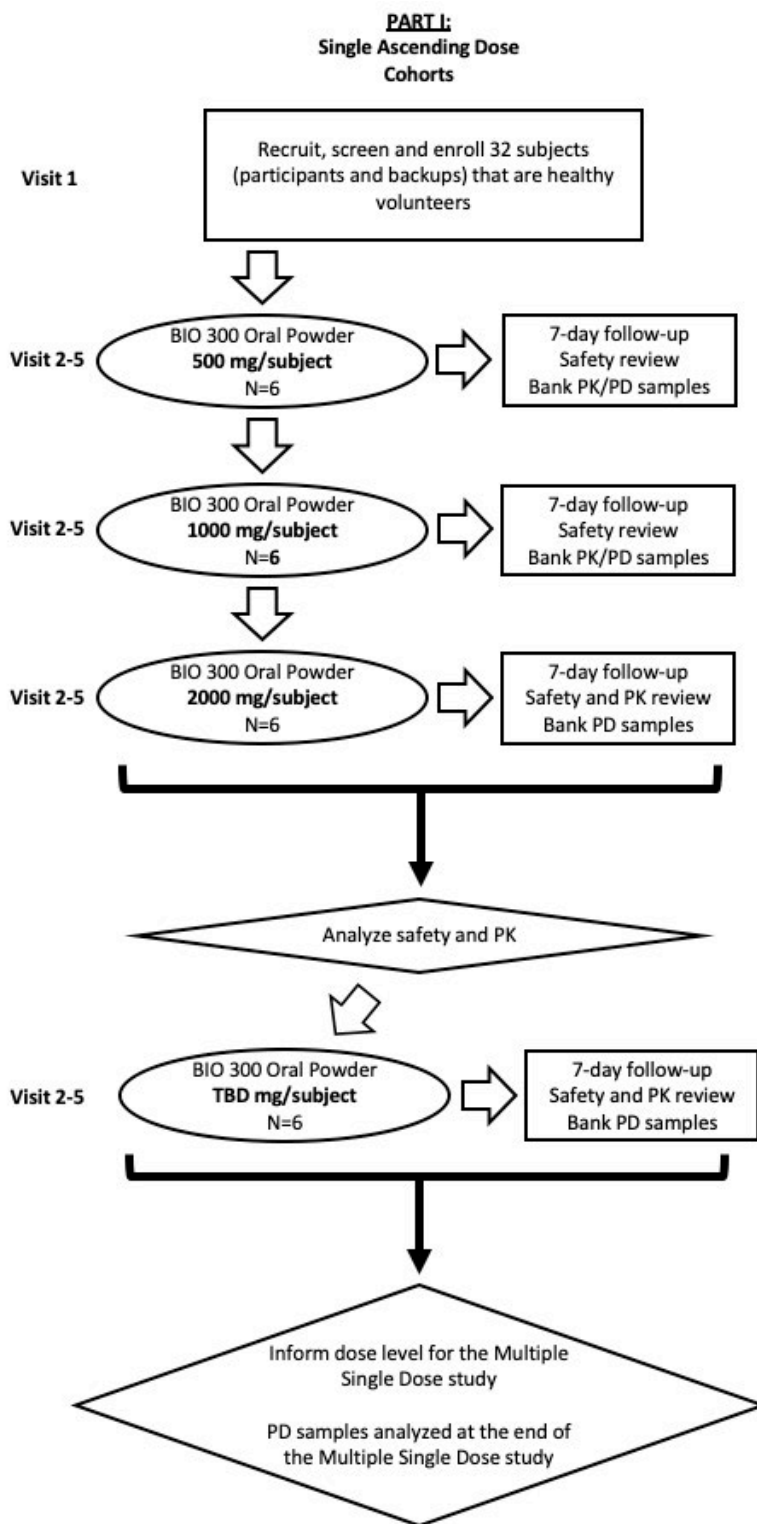 PART I:
Single Ascending Dose
Cohorts
Visit 1
Recruit, screen and enroll 32 subjects
(participants and backups) that are healthy
volunteers
Visit 2-5
BIO 300 Oral Powder
500 mg/subject
N=6
7-day follow-up
Safety review
Bank PK/PD samples
Visit 2-5
BIO 300 Oral Powder
1000 mg/subject
N=6
7-day follow-up
Safety review
Bank PK/PD samples
Visit 2-5
BIO 300 Oral Powder
2000 mg/subject
N=6
7-day follow-up
Safety and PK review
Bank PD samples
Analyze safety and PK
Visit 2-5
BIO 300 Oral Powder
TBD mg/subject
N=6
7-day follow-up
Safety and PK review
Bank PD samples
Inform dose level for the Multiple
Single Dose study
PD samples analyzed at the end of
the Multiple Single Dose study